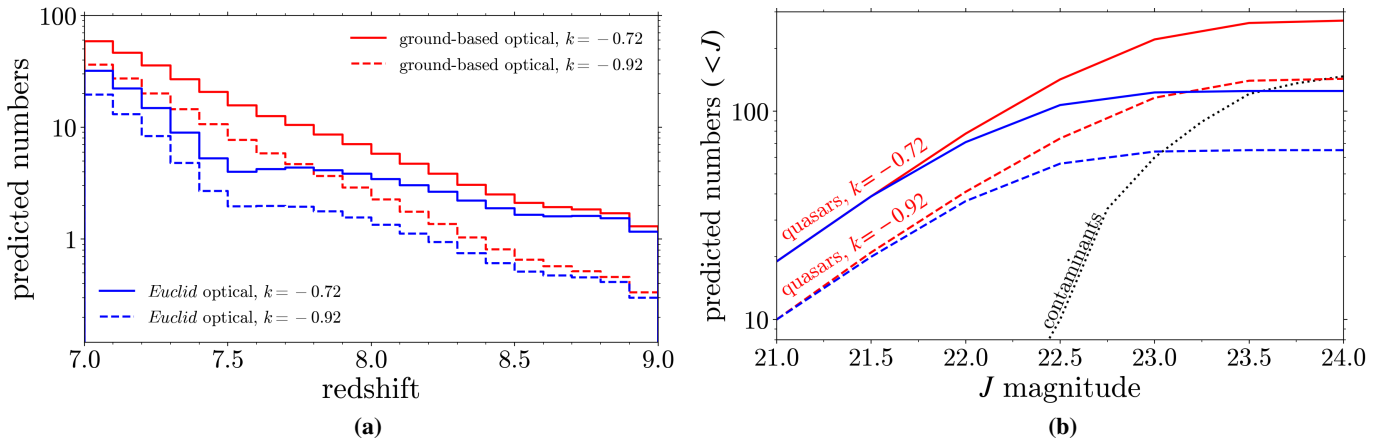 100
10
1
predicted numbers
ground-based optical, k = −0.72
ground-based optical, k = −0.92
Euclid optical, k = −0.72
Euclid optical, k = −0.92
7.0 7.5 8.0 8.5 9.0
redshift
(a)
100
10
predicted numbers (< J)
quasars, k = −0.72
quasars, k = −0.92
contaminants
21.0 21.5 22.0 22.5 23.0 23.5 24.0
J magnitude
(b)